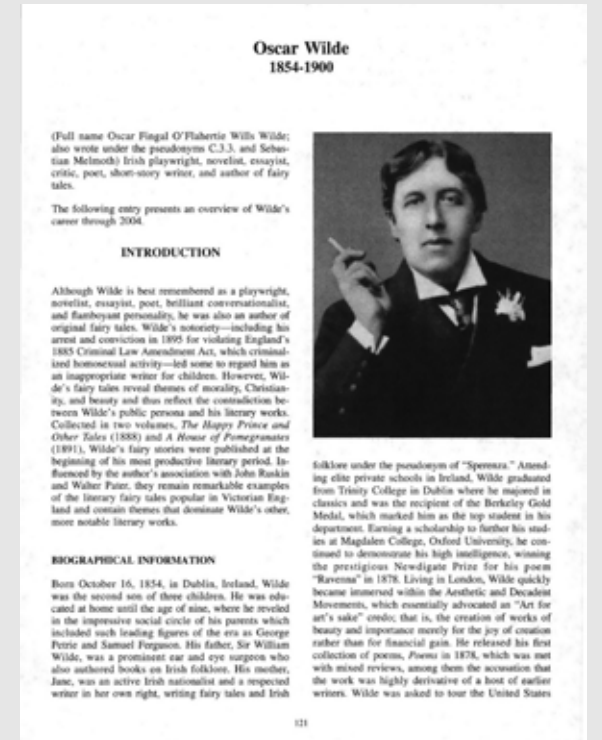 Oscar Wilde
1854-1900
(Full name Oscar Fingal O'Flahertie Wills Wilde;
also wrote under the pseudonyms C.3.3. and Sebas-
tian Melmoth) Irish playwright, novelist, essayist,
critic, poet, short-story writer, and author of fairy
tales.
The following entry presents an overview of Wilde's
career through 2004.
INTRODUCTION
Although Wilde is best remembered as a playwright,
novelist, essayist, poet, brilliant conversationalist,
and flamboyant personality, he was also an author of
original fairy tales. Wilde's notoriety—including his
arrest and conviction in 1895 for violating England's
1885 Criminal Law Amendment Act, which criminal-
ized homosexual activity—led some to regard him as
an inappropriate writer for children. However, Wil-
de's fairy tales reveal themes of morality, Christian-
ity, and beauty and thus reflect the contradiction be-
tween Wilde's public persona and his literary works.
Collected in two volumes, The Happy Prince and
Other Tales (1888) and A House of Pomegranates
(1891), Wilde's fairy stories were published at the
beginning of his most productive literary period. In-
fluenced by the author's association with John Ruskin
and Walter Pater, they remain remarkable examples
of the literary fairy tales popular in Victorian Eng-
land and contain themes that dominate Wilde's other,
more notable literary works.
BIOGRAPHICAL INFORMATION
Born October 16, 1854, in Dublin, Ireland, Wilde
was the second son of three children. He was edu-
cated at home until the age of nine, where he reveled
in the impressive social circle of his parents which
included such leading figures of the era as George
Petrie and Samuel Ferguson. His father, Sir William
Wilde, was a prominent ear and eye surgeon who
also authored books on Irish folklore. His mother,
Jane, was an active Irish nationalist and a respected
writer in her own right, writing fairy tales and Irish
folklore under the pseudonym of "Sperenza." Attend-
ing elite private schools in Ireland, Wilde graduated
from Trinity College in Dublin where he majored in
classics and was the recipient of the Berkeley Gold
Medal, which marked him as the top student in his
department. Earning a scholarship to further his stud-
ies at Magdalen College, Oxford University, he con-
tinued to demonstrate his high intelligence, winning
the prestigious Newdigate Prize for his poem
"Ravenna" in 1878. Living in London, Wilde quickly
became immersed within the Aesthetic and Decadent
Movements, which essentially advocated an "Art for
art's sake" credo; that is, the creation of works of
beauty and importance merely for the joy of creation
rather than for financial gain. He released his first
collection of poems, Poems in 1878, which was met
with mixed reviews, among them the accusation that
the work was highly derivative of a host of earlier
writers. Wilde was asked to tour the United States
121